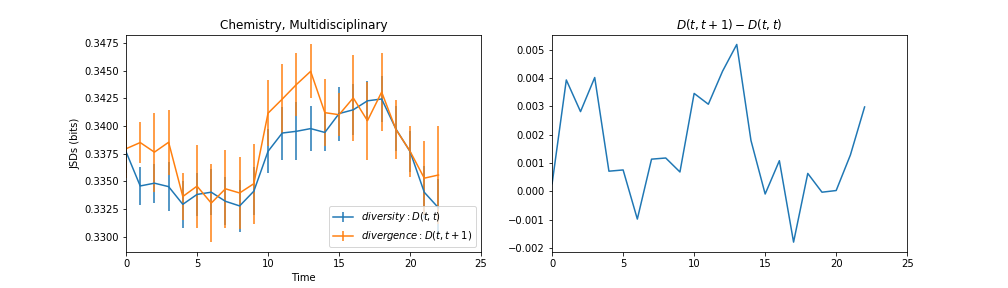 Chemistry, Multidisciplinary
JSDs (bits)
0.3475
0.3450
0.3425
0.3400
0.3375
0.3350
0.3325
0.3300
0 5 10 15 20 25
Time
diversity: D(t, t)
divergence: D(t, t + 1)
D(t, t + 1) − D(t, t)
0.005
0.004
0.003
0.002
0.001
0.000
−0.001
−0.002
0 5 10 15 20 25